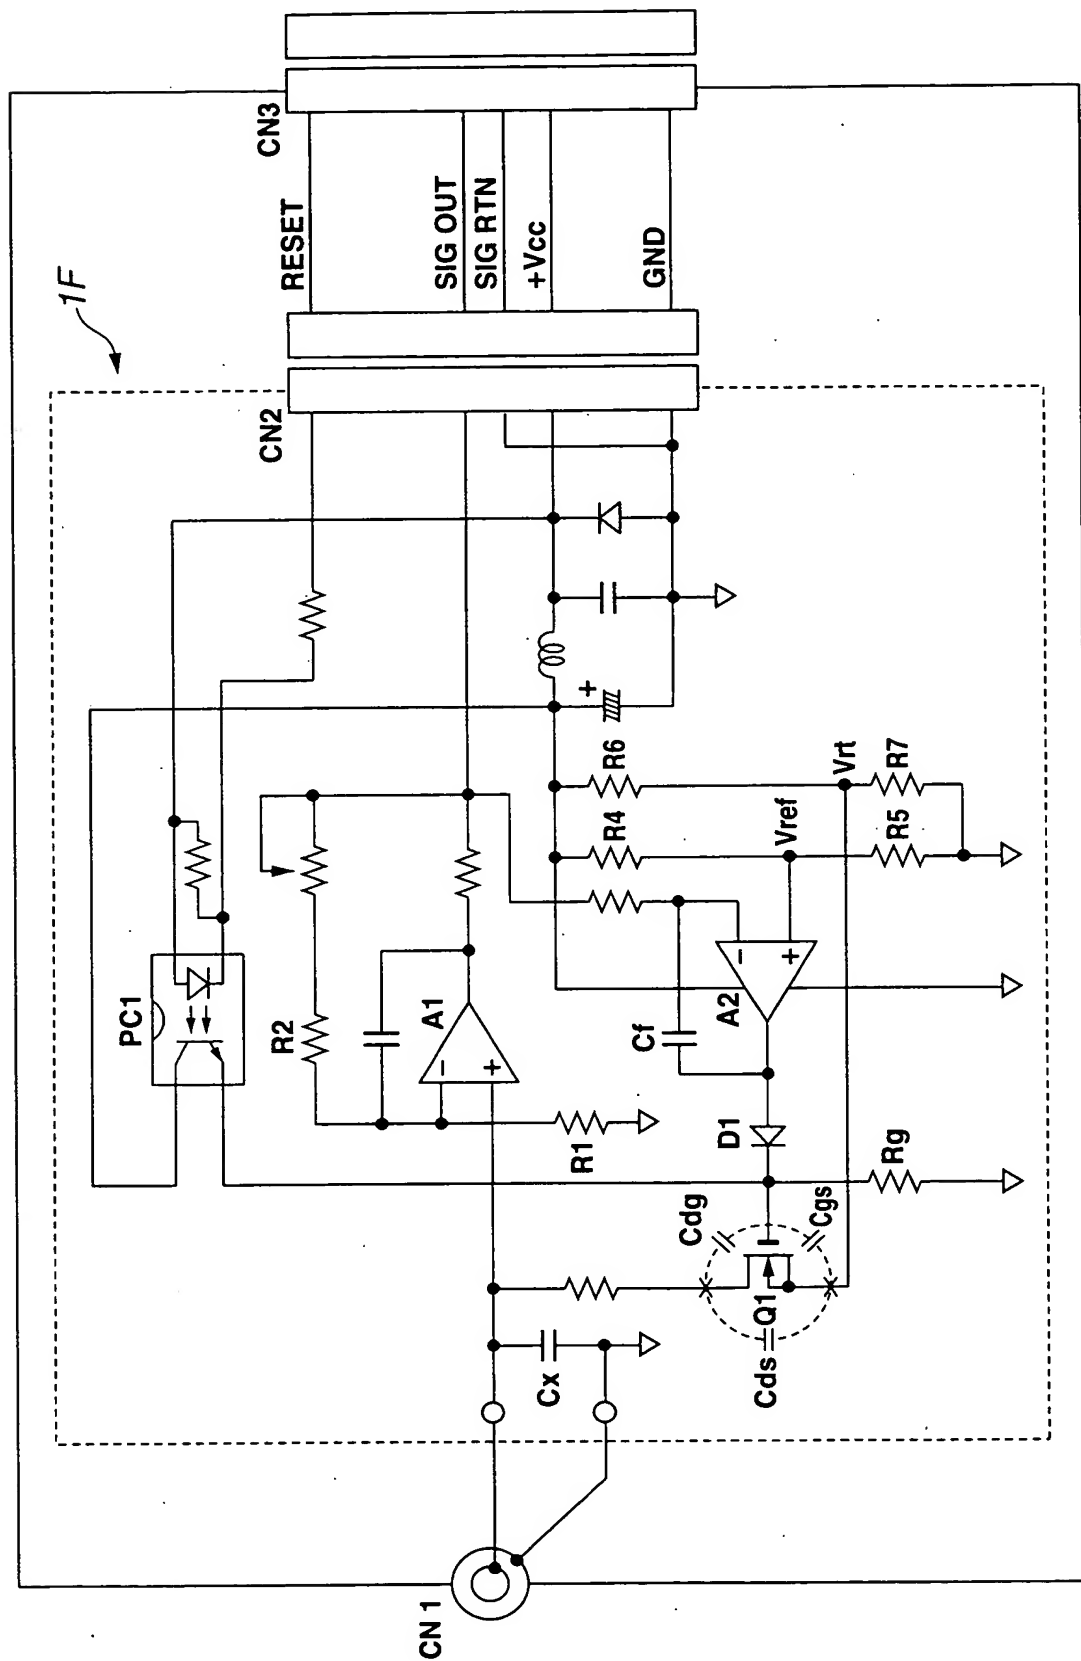 1F
CN3
RESET
SIG OUT
SIG RTN
+Vcc
GND
CN2
PC1
R2
A1
R1
R6
R4
Vrt
R7
Vref
R5
A2
Cf
D1
Rg
Cdg
Cgs
Q1
Cds
Cx
CN 1
+
−
+
−
+